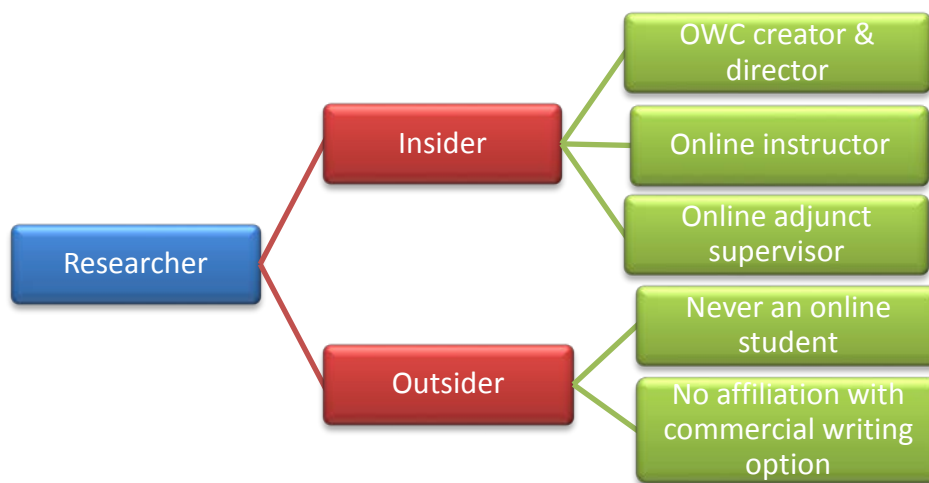 OWC creator &
director
Insider
Online instructor
Online adjunct
supervisor
Researcher
Never an online
student
Outsider
No affiliation with
commercial writing
option